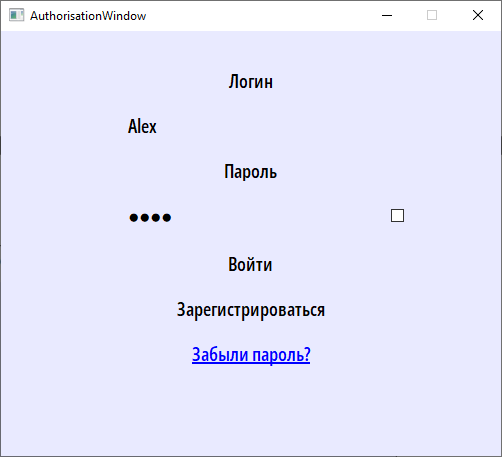 AuthorisationWindow
Логин
Alex
Пароль
●●●●
Войти
Зарегистрироваться
Забыли пароль?